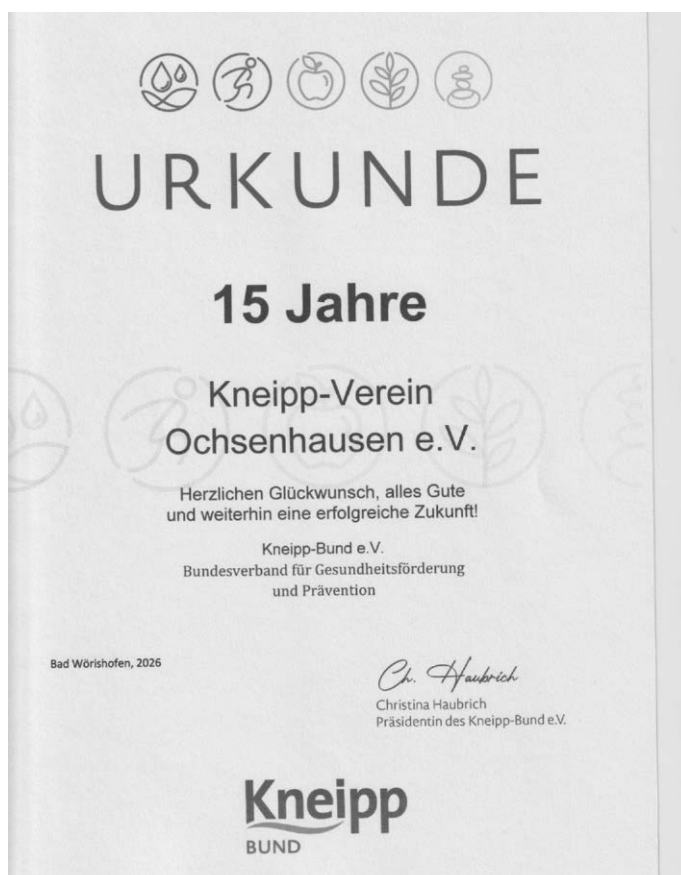 URKUNDE
15 Jahre
Kneipp-Verein
Ochsenhausen e.V.
Herzlichen Glückwunsch, alles Gute
und weiterhin eine erfolgreiche Zukunft!
Kneipp-Bund e.V.
Bundesverband für Gesundheitsförderung
und Prävention
Bad Wörishofen, 2026
Ch. Haubrich
Christina Haubrich
Präsidentin des Kneipp-Bund e.V.
Kneipp
BUND